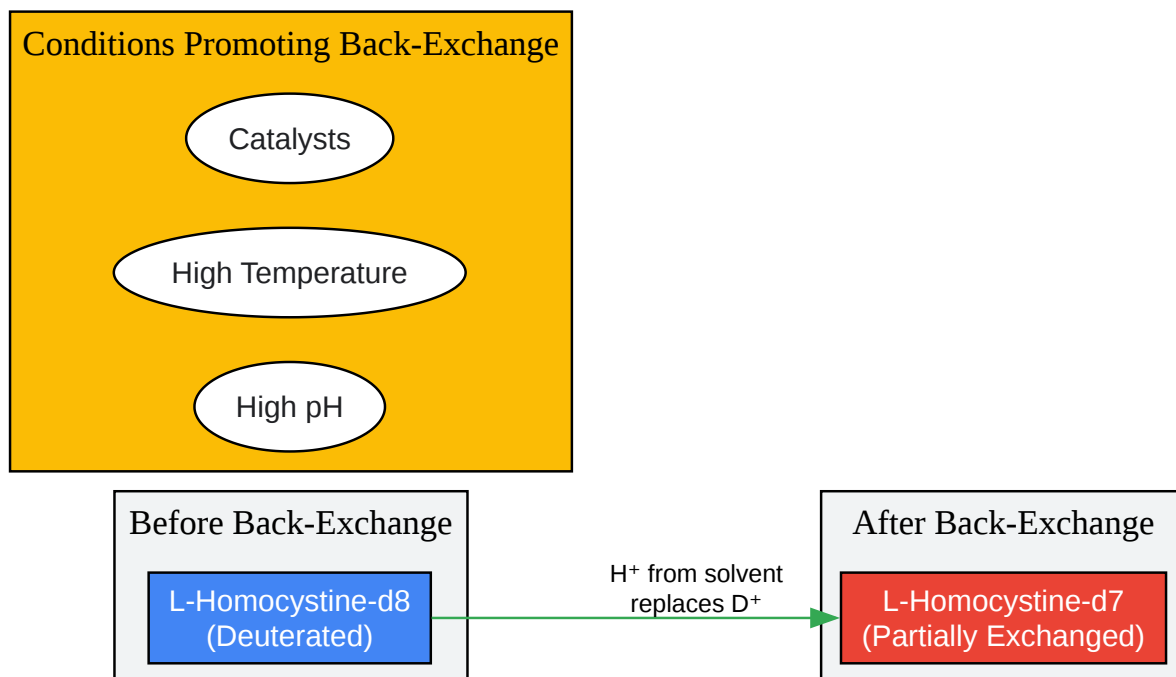 Conditions Promoting Back-Exchange
Catalysts
High Temperature
High pH
Before Back-Exchange
L-Homocystine-d8
(Deuterated)
H⁺ from solvent
replaces D⁺
After Back-Exchange
L-Homocystine-d7
(Partially Exchanged)